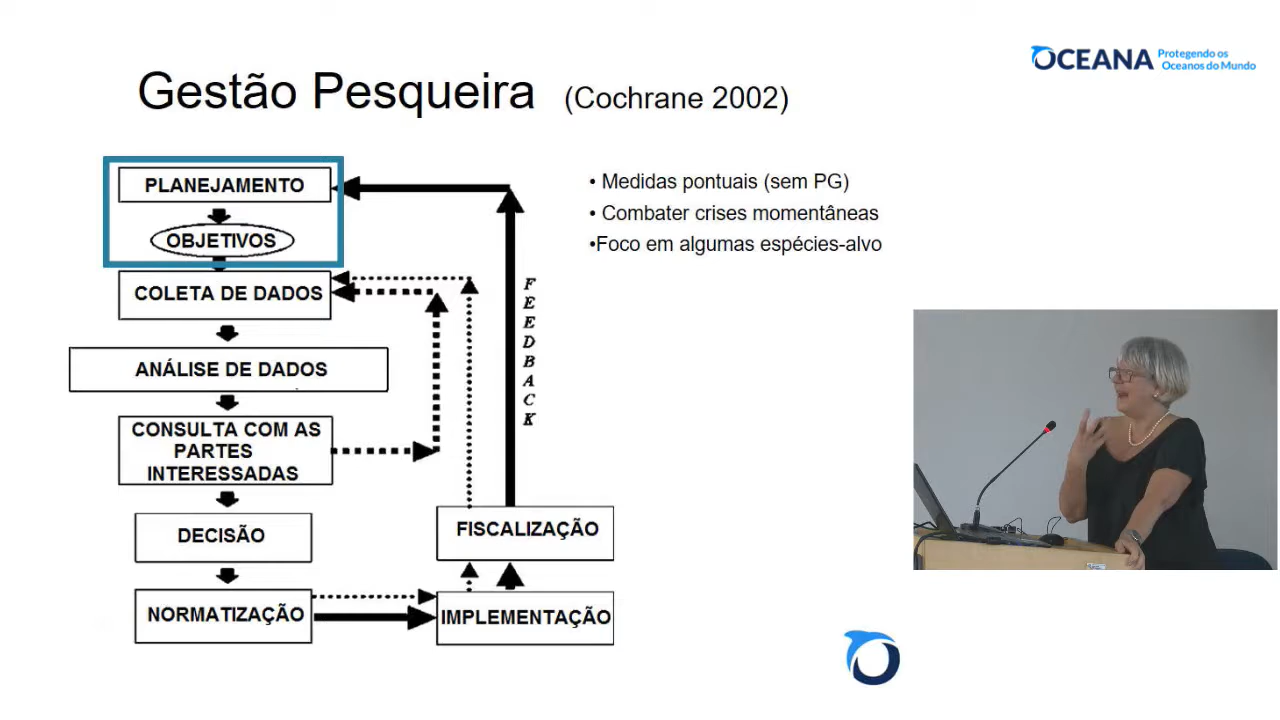 OCEANA Protegendo os
Oceanos do Mundo
Gestão Pesqueira (Cochrane 2002)
PLANEJAMENTO
OBJETIVOS
COLETA DE DADOS
ANÁLISE DE DADOS
CONSULTA COM AS
PARTES
INTERESSADAS
DECISÃO
NORMATIZAÇÃO
IMPLEMENTAÇÃO
FISCALIZAÇÃO
FEEDBACK
• Medidas pontuais (sem PG)
• Combater crises momentâneas
•Foco em algumas espécies-alvo